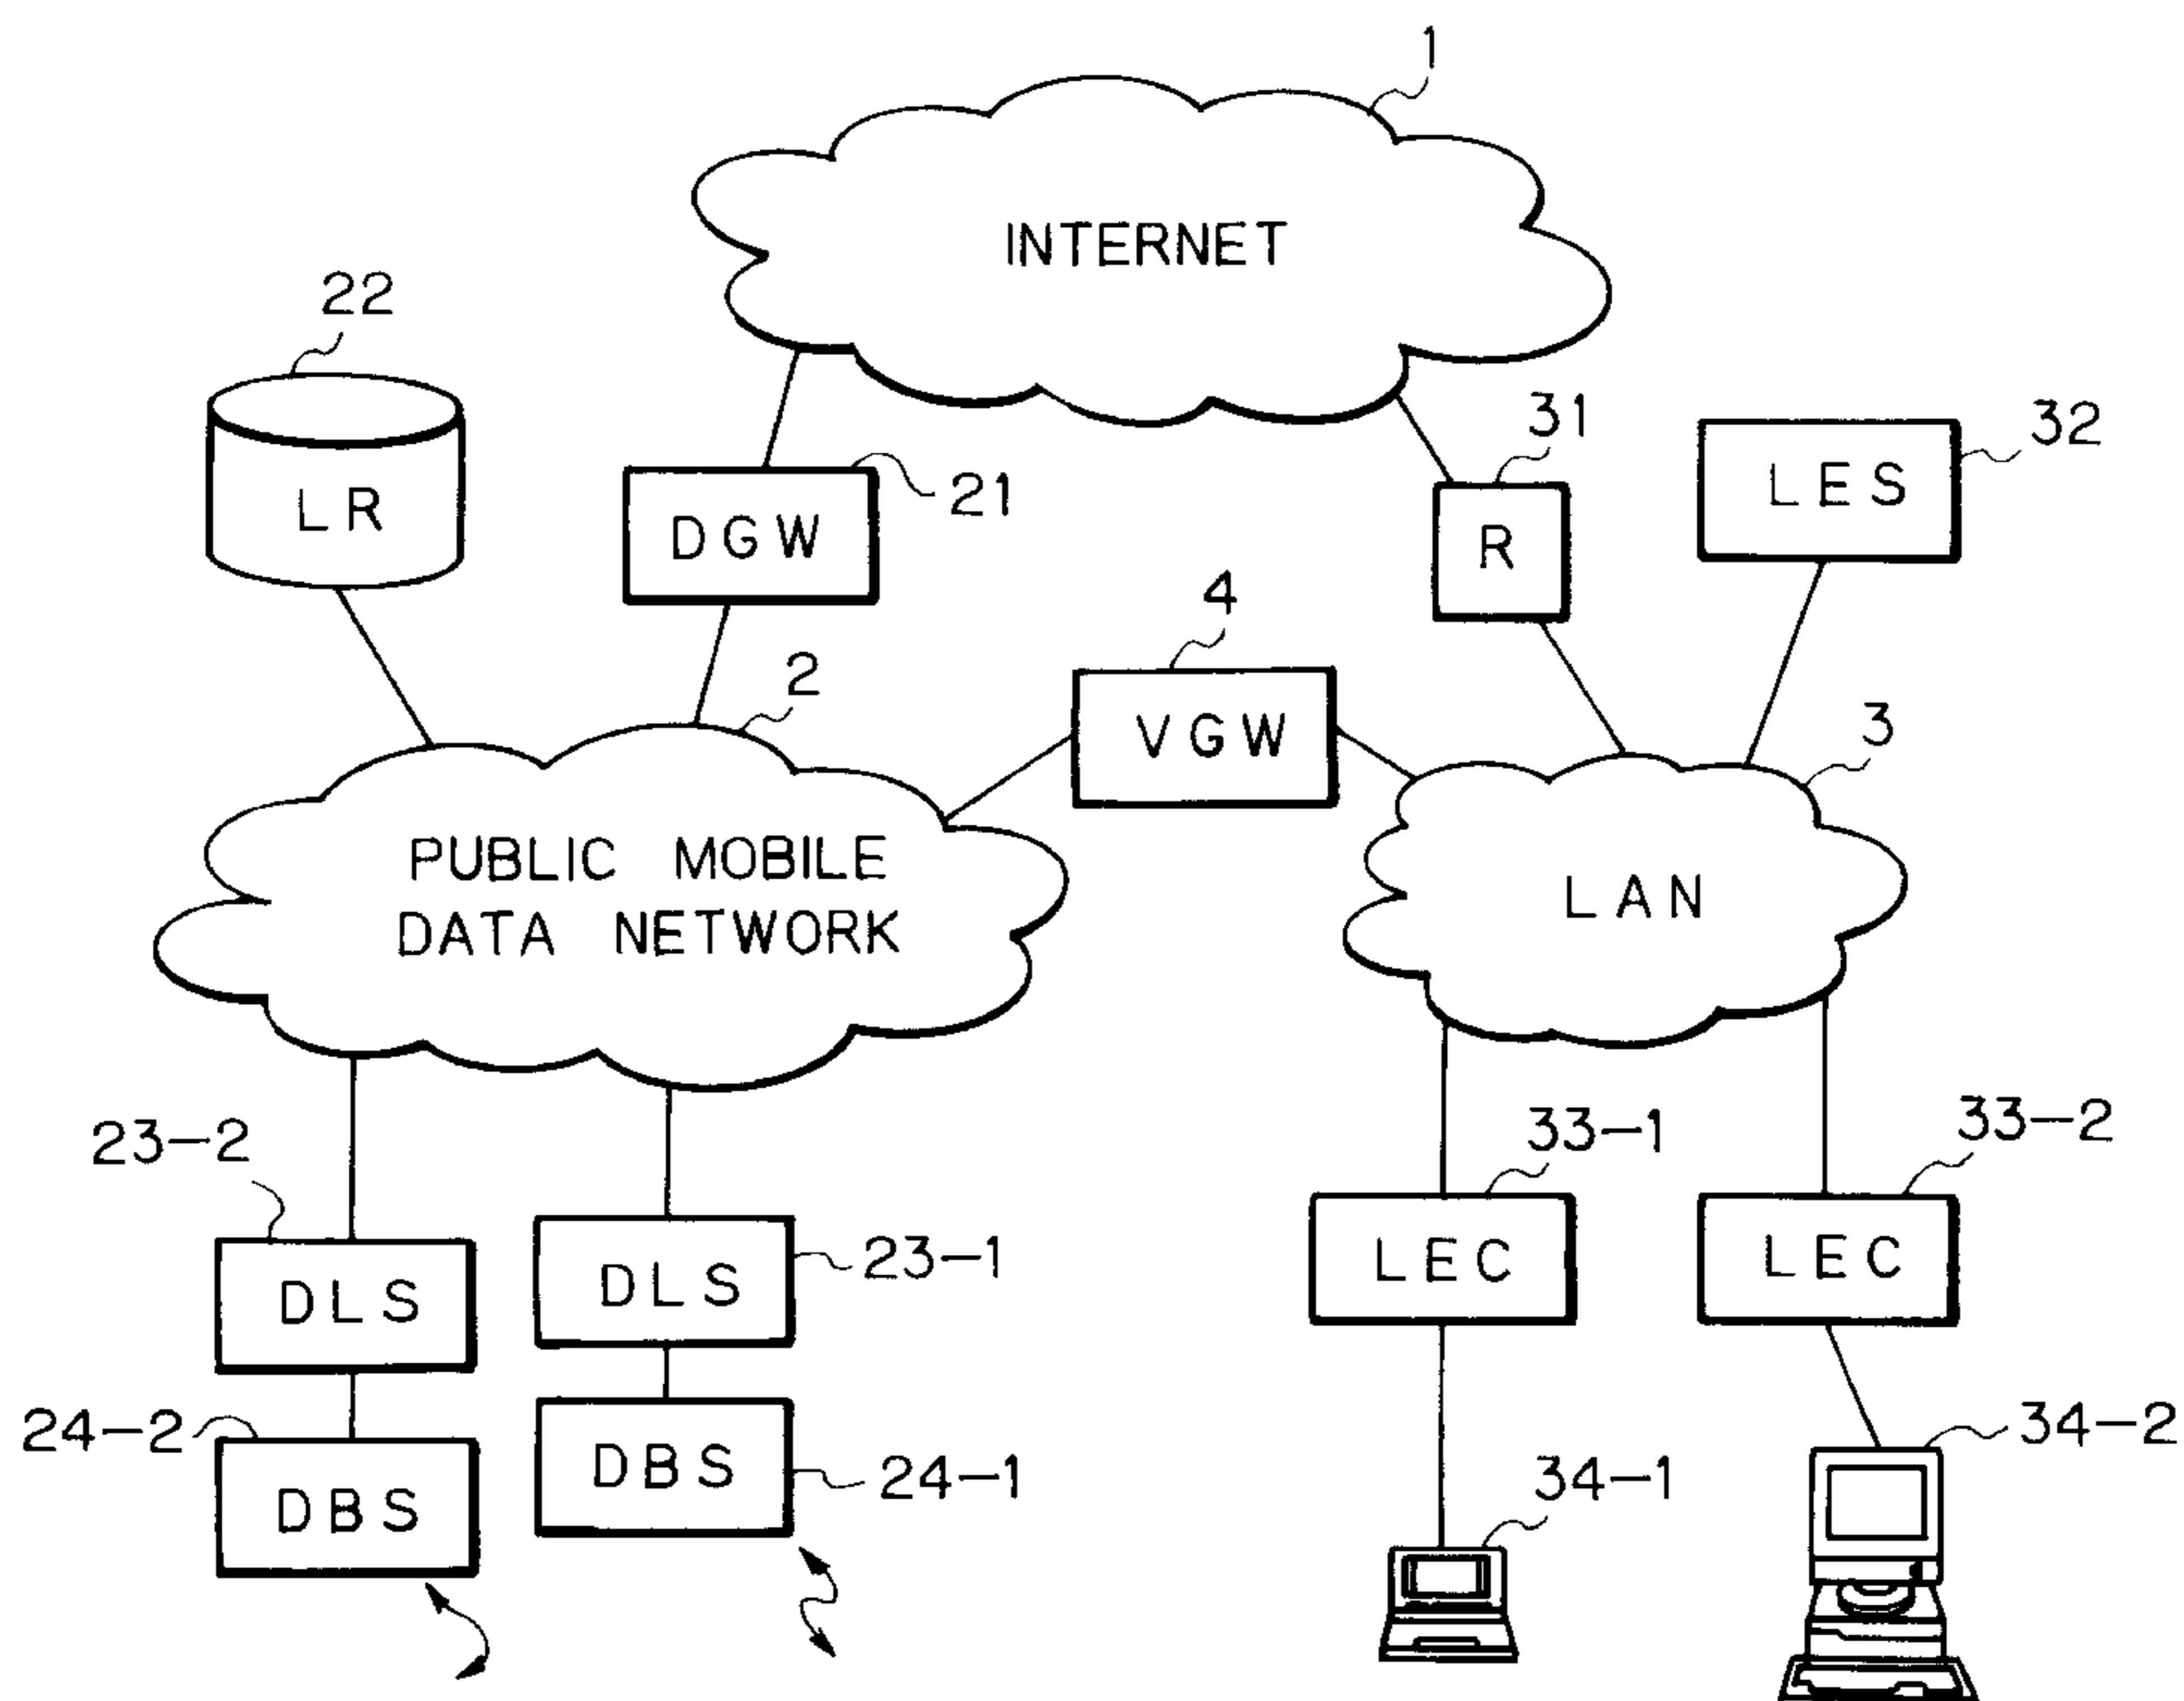 1
INTERNET
22
LR
DGW
21
31
R
LES
32
4
VGW
2
PUBLIC MOBILE
DATA NETWORK
3
LAN
23-2
DLS
23-1
DLS
24-2
DBS
24-1
DBS
33-1
LEC
33-2
LEC
34-1
34-2